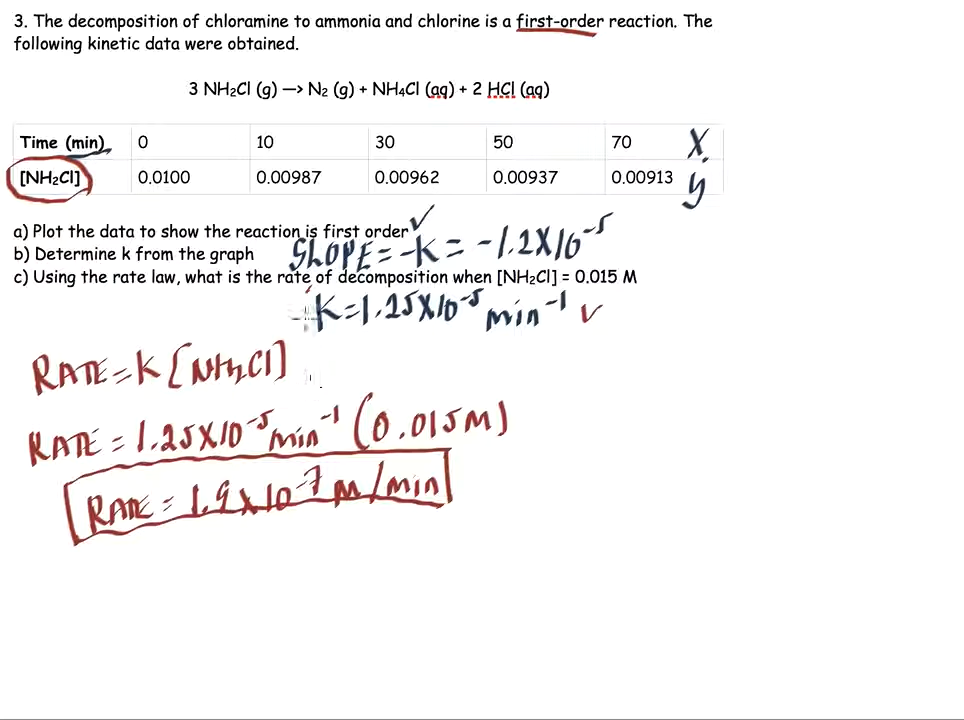 3. The decomposition of chloramine to ammonia and chlorine is a first-order reaction. The
following kinetic data were obtained.
3 NH₂Cl (g) —> N₂ (g) + NH₄Cl (aq) + 2 HCl (aq)
Time (min) 0 10 30 50 70 X
[NH₂Cl] 0.0100 0.00987 0.00962 0.00937 0.00913 y
a) Plot the data to show the reaction is first order ✓
b) Determine k from the graph SLOPE = -K = -1.2X10⁻⁵
c) Using the rate law, what is the rate of decomposition when [NH₂Cl] = 0.015 M
K=1.25X10⁻⁵ min⁻¹ ✓
RATE = K [NH₂Cl]
RATE = 1.25X10⁻⁵ min⁻¹ (0.015M)
RATE = 1.9X10⁻⁷ M/min